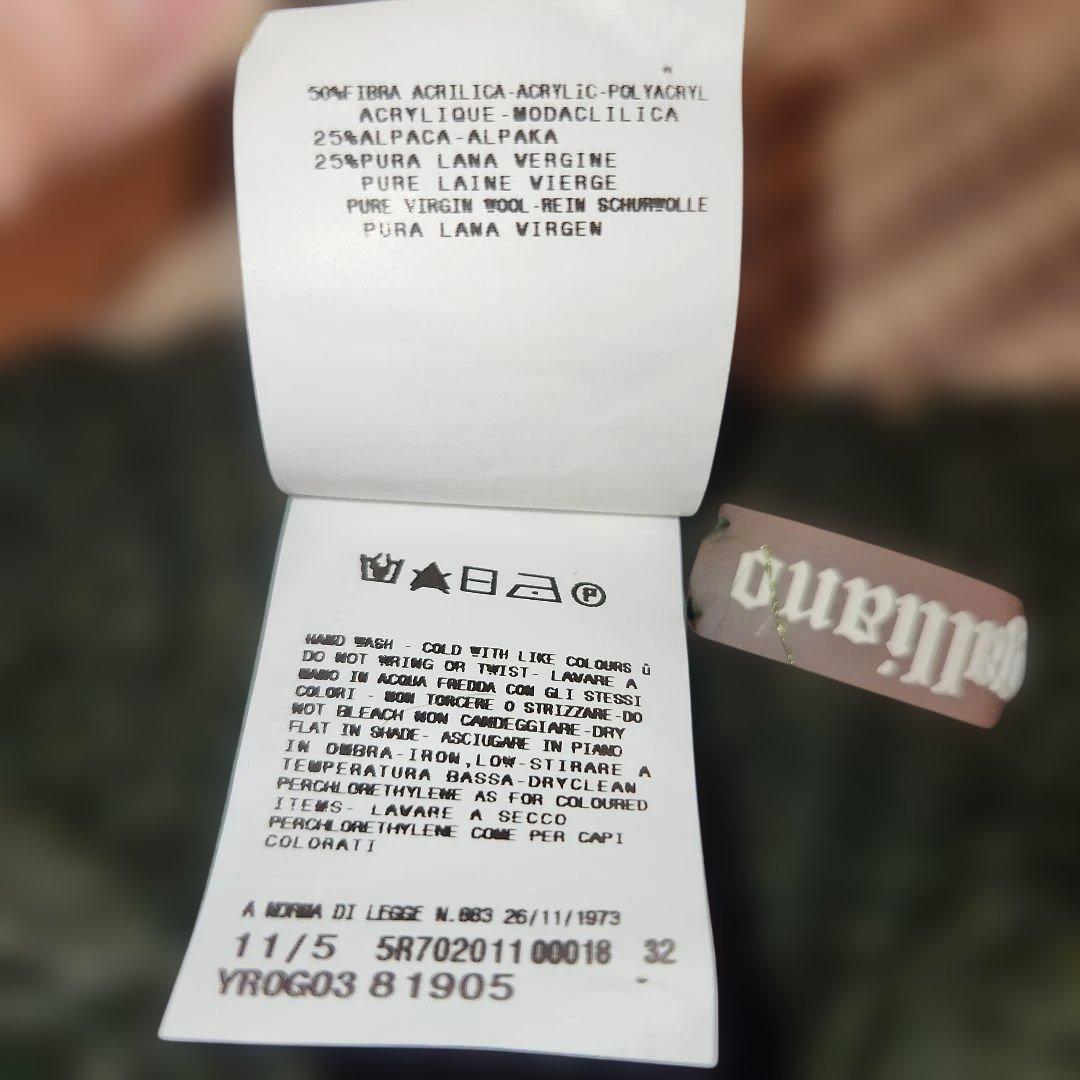 50%FIBRA ACRILICA-ACRYLIC-POLYACRYL
ACRYLIQUE-MODACLILICA
25%ALPACA-ALPAKA
25%PURA LANA VERGINE
PURE LAINE VIERGE
PURE VIRGIN WOOL-REIN SCHURWOLLE
PURA LANA VIRGEN
P
HAND WASH - COLD WITH LIKE COLOURS ù
DO NOT WRING OR TWIST- LAVARE A
MANO IN ACQUA FREDDA CON GLI STESSI
COLORI - NON TORCERE O STRIZZARE-DO
NOT BLEACH NON CANDEGGIARE-DRY
FLAT IN SHADE- ASCIUGARE IN PIANO
IN OMBRA-IRON,LOW-STIRARE A
TEMPERATURA BASSA-DRYCLEAN
PERCHLORETHYLENE AS FOR COLOURED
ITEMS- LAVARE A SECCO
PERCHLORETHYLENE COME PER CAPI
COLORATI
A NORMA DI LEGGE N.883 26/11/1973
11/5 5R702011 00018 32
YR0G03 81905
galliano